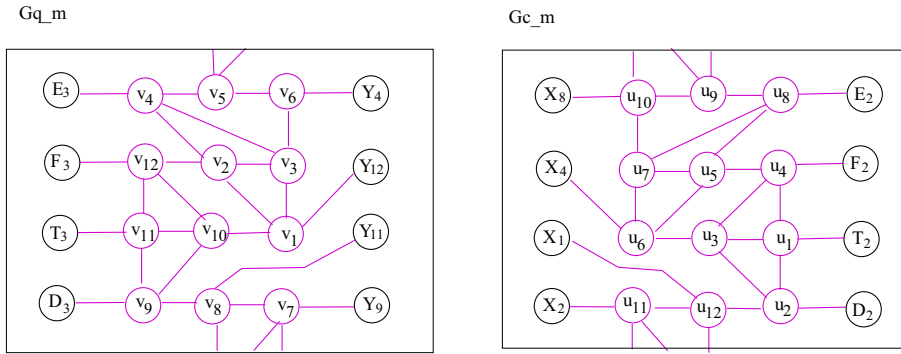 Gq_m
Gc_m
E3 v4 v5 v6 Y4
F3 v12 v2 v3 Y12
T3 v11 v10 v1 Y11
D3 v9 v8 v7 Y9
X8 u10 u9 u8 E2
X4 u7 u5 u4 F2
X1 u6 u3 u1 T2
X2 u11 u12 u2 D2